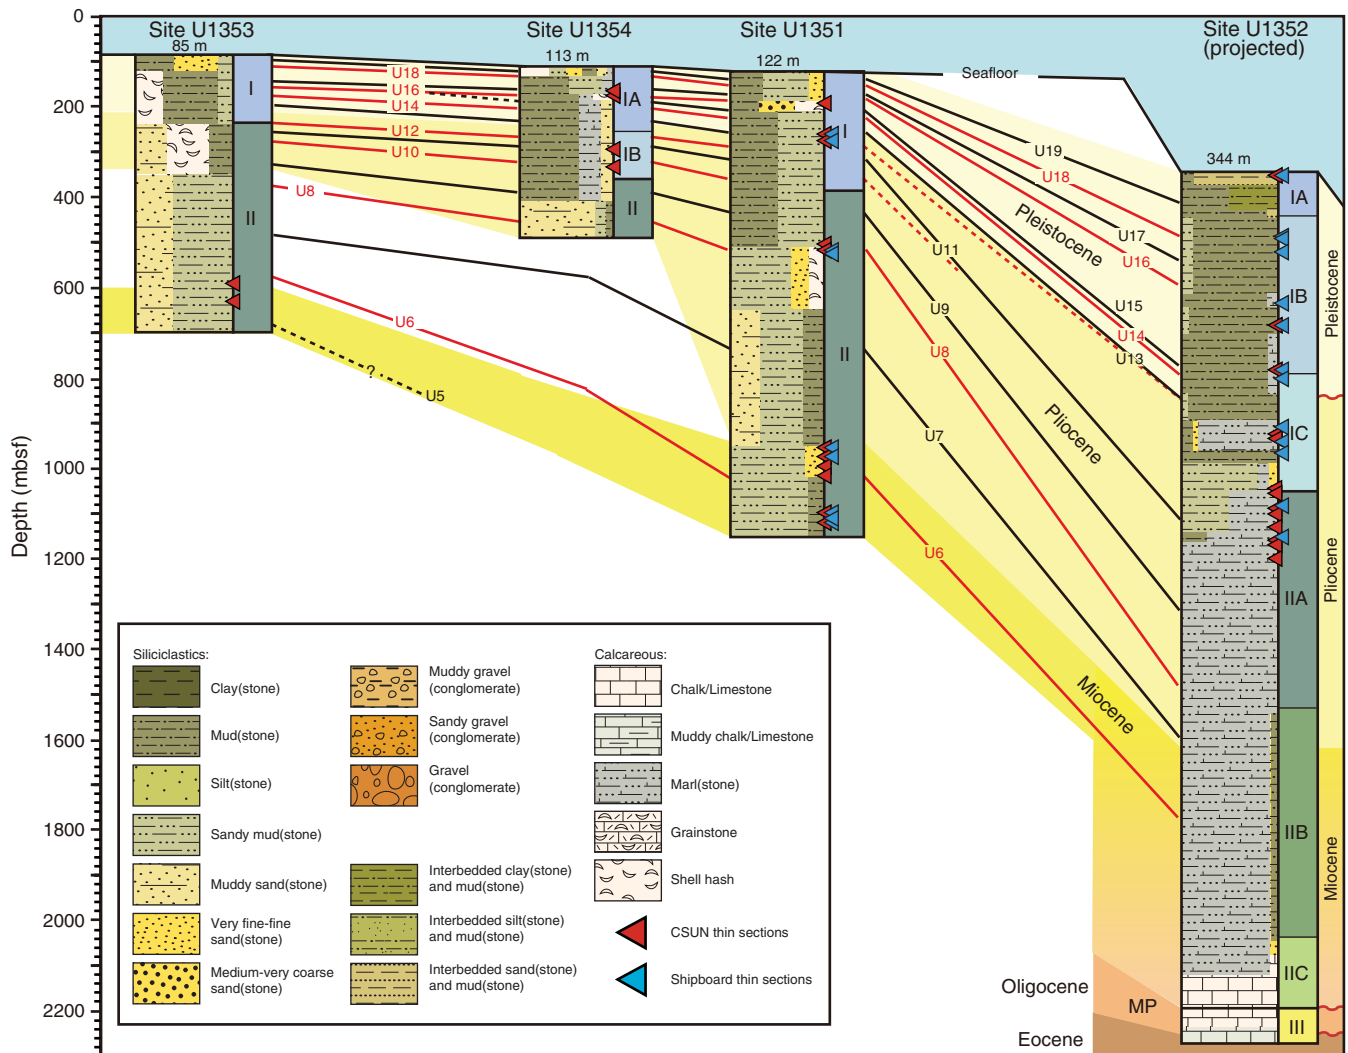 Site U1353
85 m
Site U1354
113 m
Site U1351
122 m
Site U1352
(projected)
344 m
Seafloor
Depth (mbsf)
0
200
400
600
800
1000
1200
1400
1600
1800
2000
2200
I
II
U18
U16
U14
U12
U10
U8
U6
?
U5
IA
IB
II
I
II
U19
U18
U17
U16
U15
U14
U13
U11
U9
U8
U7
U6
Pleistocene
Pliocene
Miocene
Oligocene
Eocene
MP
IA
IB
IC
IIA
IIB
IIC
III
Pleistocene
Pliocene
Miocene
Siliciclastics:
Clay(stone)
Mud(stone)
Silt(stone)
Sandy mud(stone)
Muddy sand(stone)
Very fine-fine
sand(stone)
Medium-very coarse
sand(stone)
Muddy gravel
(conglomerate)
Sandy gravel
(conglomerate)
Gravel
(conglomerate)
Interbedded clay(stone)
and mud(stone)
Interbedded silt(stone)
and mud(stone)
Interbedded sand(stone)
and mud(stone)
Calcareous:
Chalk/Limestone
Muddy chalk/Limestone
Marl(stone)
Grainstone
Shell hash
CSUN thin sections
Shipboard thin sections